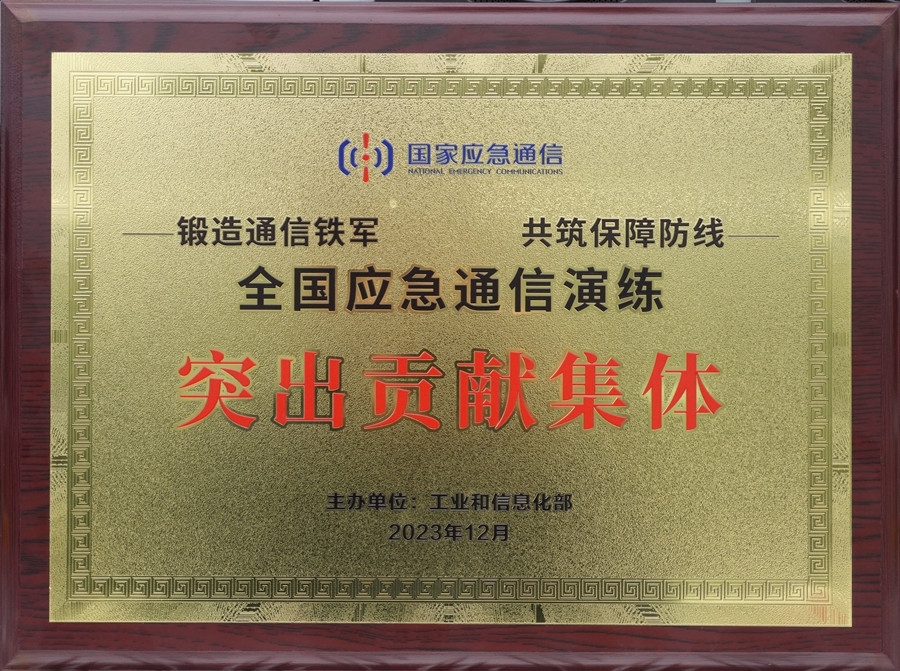 国家应急通信
NATIONAL EMERGENCY COMMUNICATIONS
锻造通信铁军 共筑保障防线
全国应急通信演练
突出贡献集体
主办单位：工业和信息化部
2023年12月